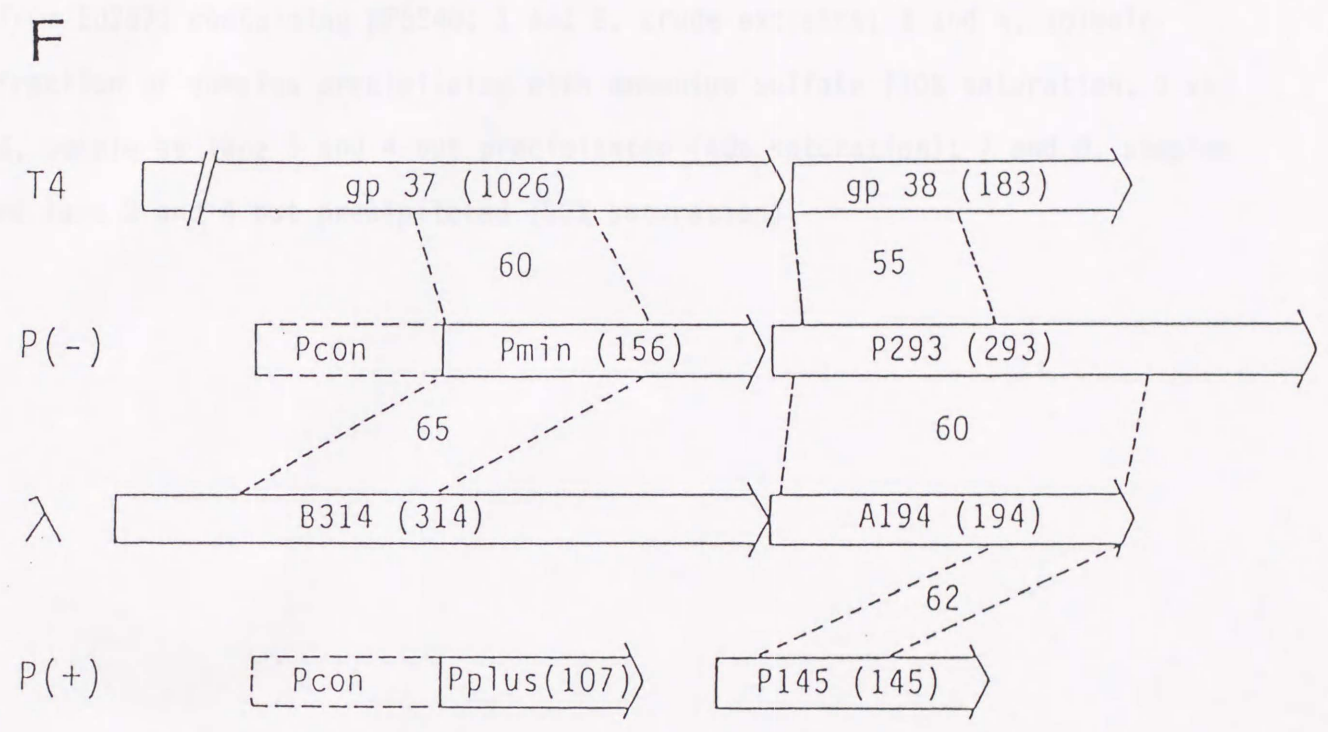 F
T4 gp 37 (1026) gp 38 (183)
60 55
P(-) Pcon Pmin (156) P293 (293)
65 60
λ B314 (314) A194 (194)
62
P(+) Pcon Pplus(107) P145 (145)